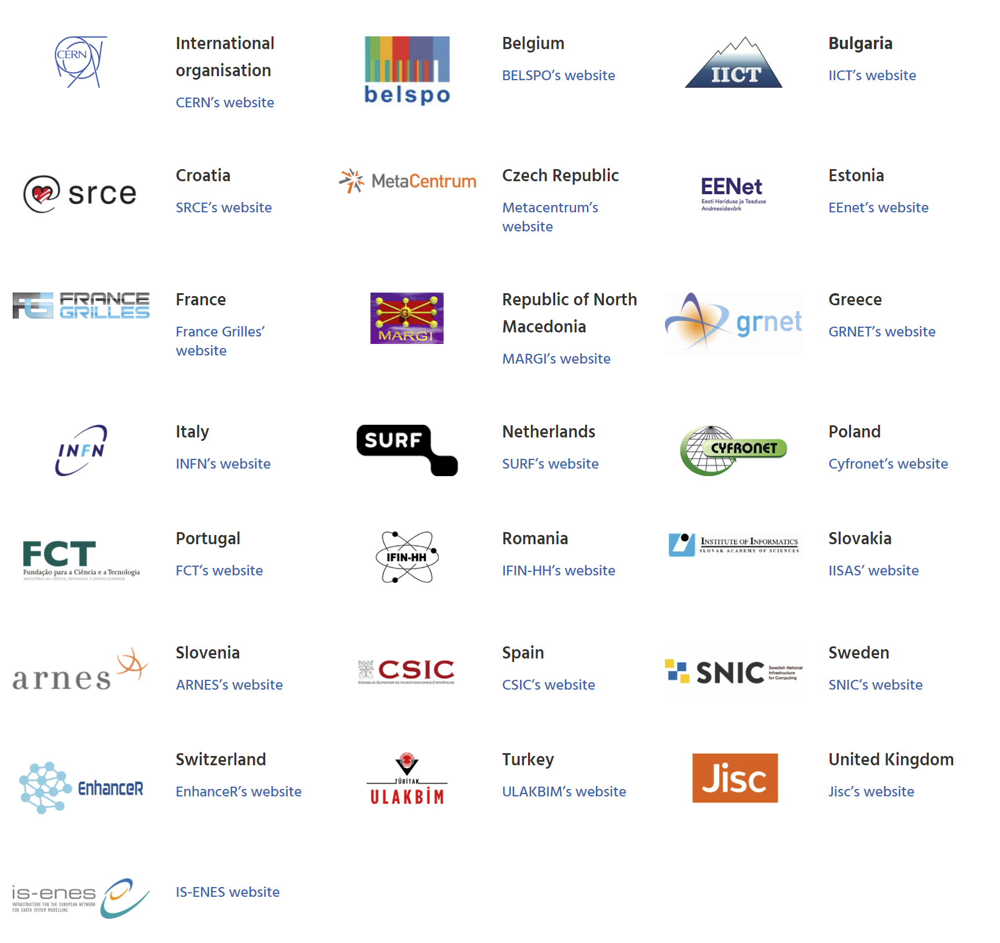 CERN
International
organisation
CERN’s website
belspo
Belgium
BELSPO’s website
IICT
Bulgaria
IICT’s website
srce
Croatia
SRCE’s website
MetaCentrum
Czech Republic
Metacentrum’s
website
EENet
Eesti Hariduse ja Teaduse
Andmesidevõrk
Estonia
EEnet’s website
FG FRANCE
GRILLES
France
France Grilles’
website
G
MARGI
Republic of North
Macedonia
MARGI’s website
grnet
Greece
GRNET’s website
INFN
Italy
INFN’s website
SURF
Netherlands
SURF’s website
CYFRONET
Poland
Cyfronet’s website
FCT
Fundação para a Ciência e a Tecnologia
MINISTÉRIO DA CIÊNCIA, TECNOLOGIA E ENSINO SUPERIOR
Portugal
FCT’s website
IFIN-HH
Romania
IFIN-HH’s website
INSTITUTE OF INFORMATICS
SLOVAK ACADEMY OF SCIENCES
Slovakia
IISAS’ website
arnes
Slovenia
ARNES’s website
CSIC
CONSEJO SUPERIOR DE INVESTIGACIONES CIENTÍFICAS
Spain
CSIC’s website
SNIC
Swedish National
Infrastructure
for Computing
Sweden
SNIC’s website
EnhanceR
Switzerland
EnhanceR’s website
TÜBİTAK
ULAKBİM
Turkey
ULAKBIM’s website
Jisc
United Kingdom
Jisc’s website
is-enes
INFRASTRUCTURE FOR THE EUROPEAN NETWORK
FOR EARTH SYSTEM MODELLING
IS-ENES website